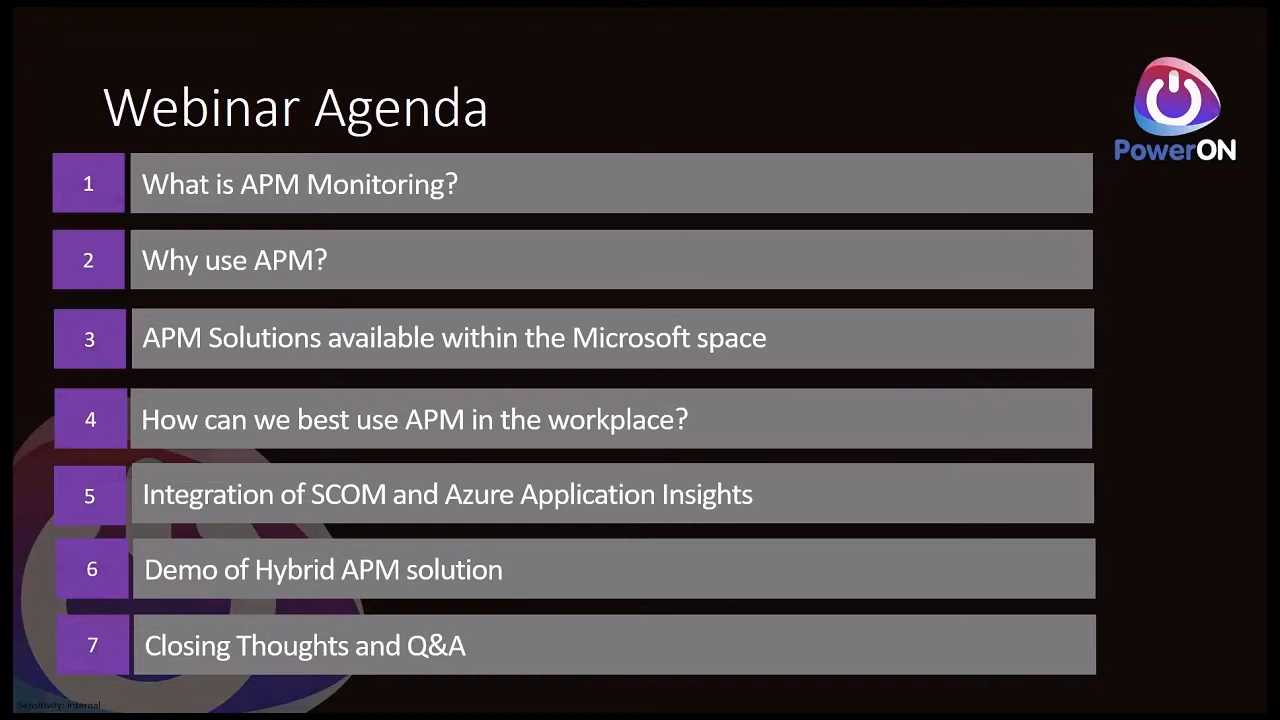 Webinar Agenda
PowerON
1 What is APM Monitoring?
2 Why use APM?
3 APM Solutions available within the Microsoft space
4 How can we best use APM in the workplace?
5 Integration of SCOM and Azure Application Insights
6 Demo of Hybrid APM solution
7 Closing Thoughts and Q&A
Sensitivity: Internal